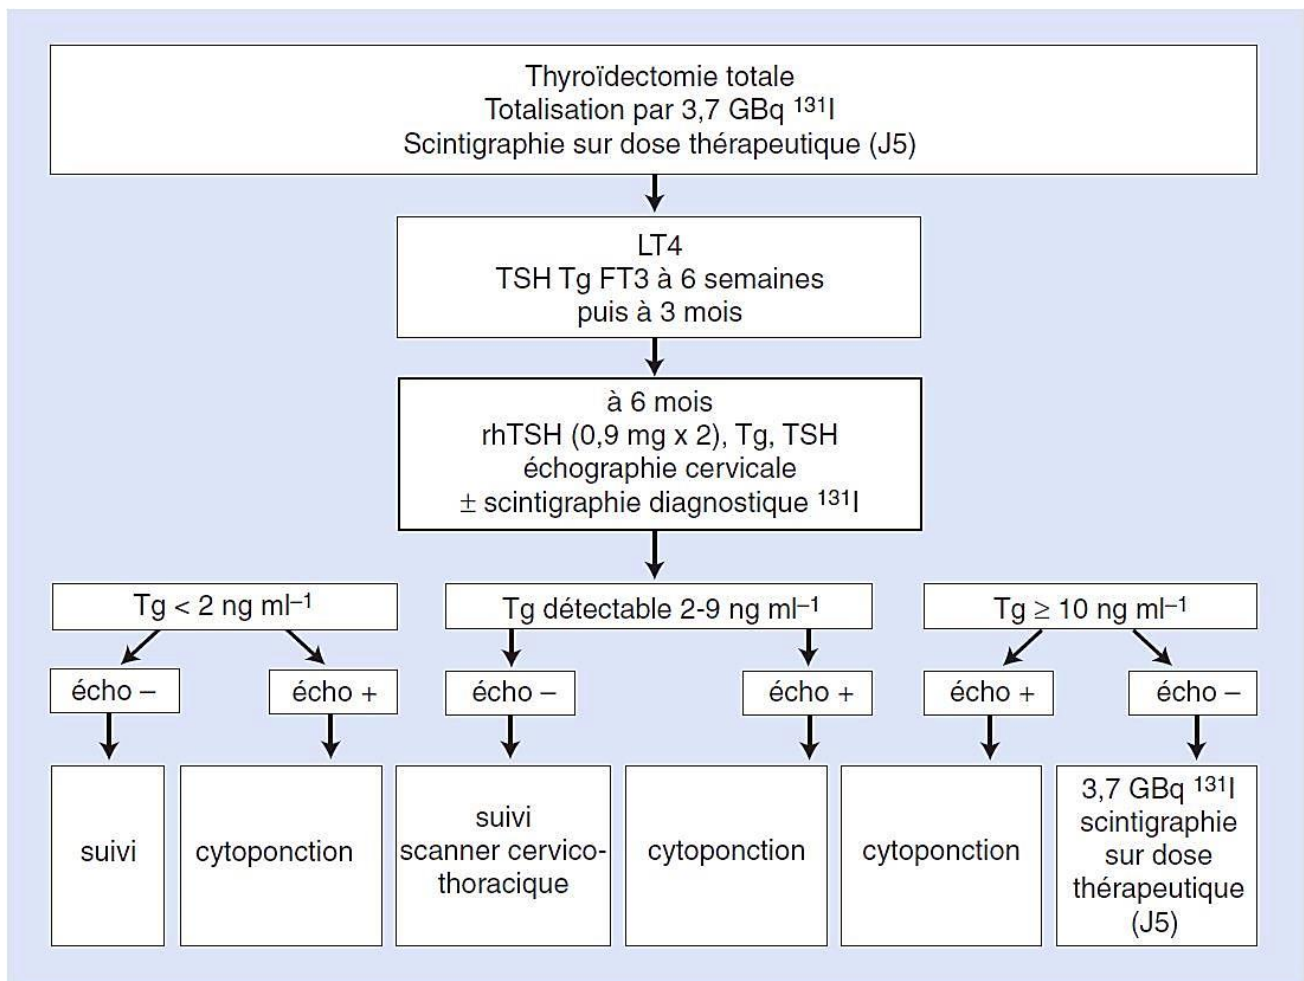 Thyroïdectomie totale
Totalisation par 3,7 GBq ¹³¹I
Scintigraphie sur dose thérapeutique (J5)
LT4
TSH Tg FT3 à 6 semaines
puis à 3 mois
à 6 mois
rhTSH (0,9 mg x 2), Tg, TSH
échographie cervicale
± scintigraphie diagnostique ¹³¹I
Tg < 2 ng ml⁻¹
Tg détectable 2-9 ng ml⁻¹
Tg ≥ 10 ng ml⁻¹
écho –
écho +
écho –
écho +
écho +
écho –
suivi
cytoponction
suivi
scanner cervico-
thoracique
cytoponction
cytoponction
3,7 GBq ¹³¹I
scintigraphie
sur dose
thérapeutique
(J5)